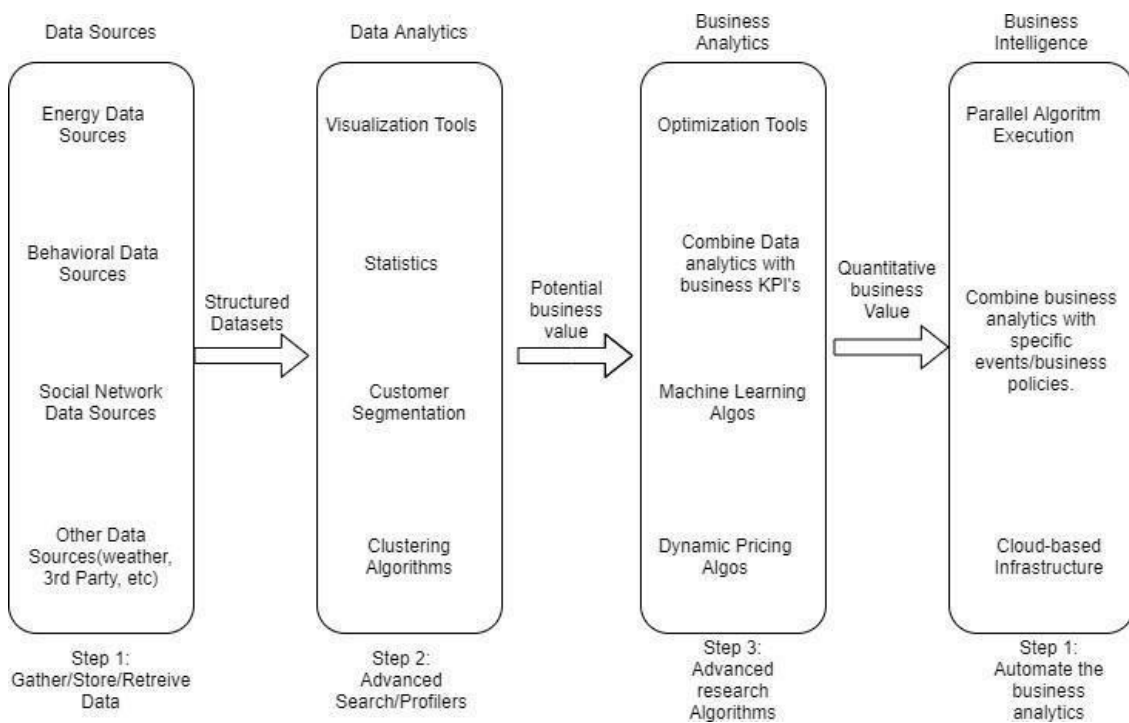 Data Sources
Energy Data
Sources
Behavioral Data
Sources
Social Network
Data Sources
Other Data
Sources(weather,
3rd Party, etc)
Step 1:
Gather/Store/Retreive
Data
Structured
Datasets
Data Analytics
Visualization Tools
Statistics
Customer
Segmentation
Clustering
Algorithms
Step 2:
Advanced
Search/Profilers
Potential
business
value
Business
Analytics
Optimization Tools
Combine Data
analytics with
business KPI's
Machine Learning
Algos
Dynamic Pricing
Algos
Step 3:
Advanced
research
Algorithms
Quantitative
business
Value
Business
Intelligence
Parallel Algoritm
Execution
Combine business
analytics with
specific
events/business
policies.
Cloud-based
Infrastructure
Step 1:
Automate the
business
analytics